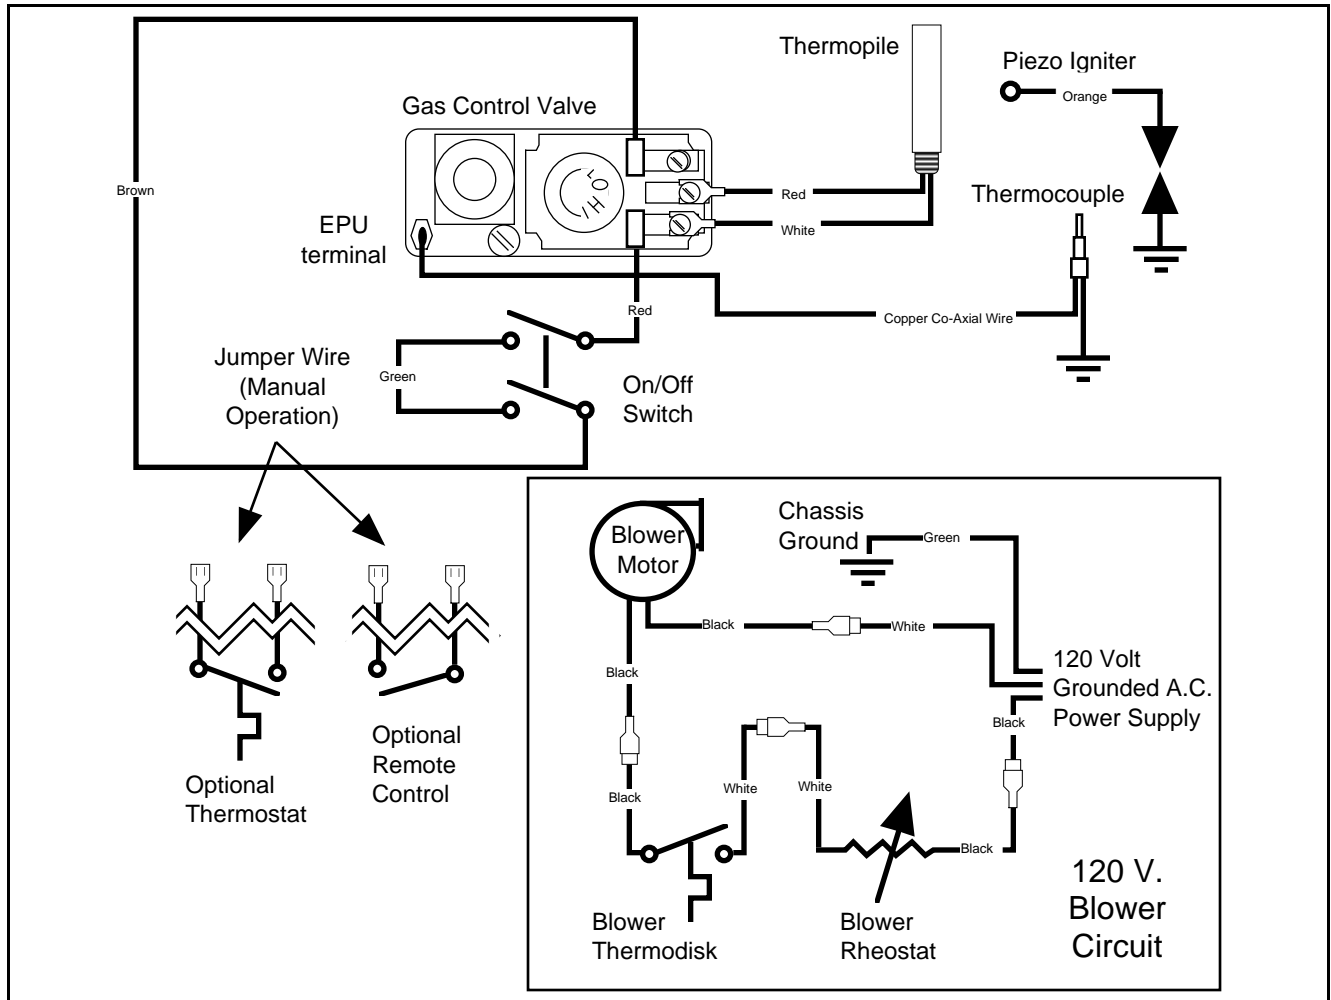 Thermopile
Piezo Igniter
Orange
Gas Control Valve
Brown
Thermocouple
Red
White
EPU
terminal
Red
Copper Co-Axial Wire
Jumper Wire
(Manual
Operation)
Green
On/Off
Switch
Blower
Motor
Chassis
Ground
Green
Black
White
Black
120 Volt
Grounded A.C.
Power Supply
Black
Optional
Remote
Control
Optional
Thermostat
Black
White
White
Black
Blower
Thermodisk
Blower
Rheostat
120 V.
Blower
Circuit